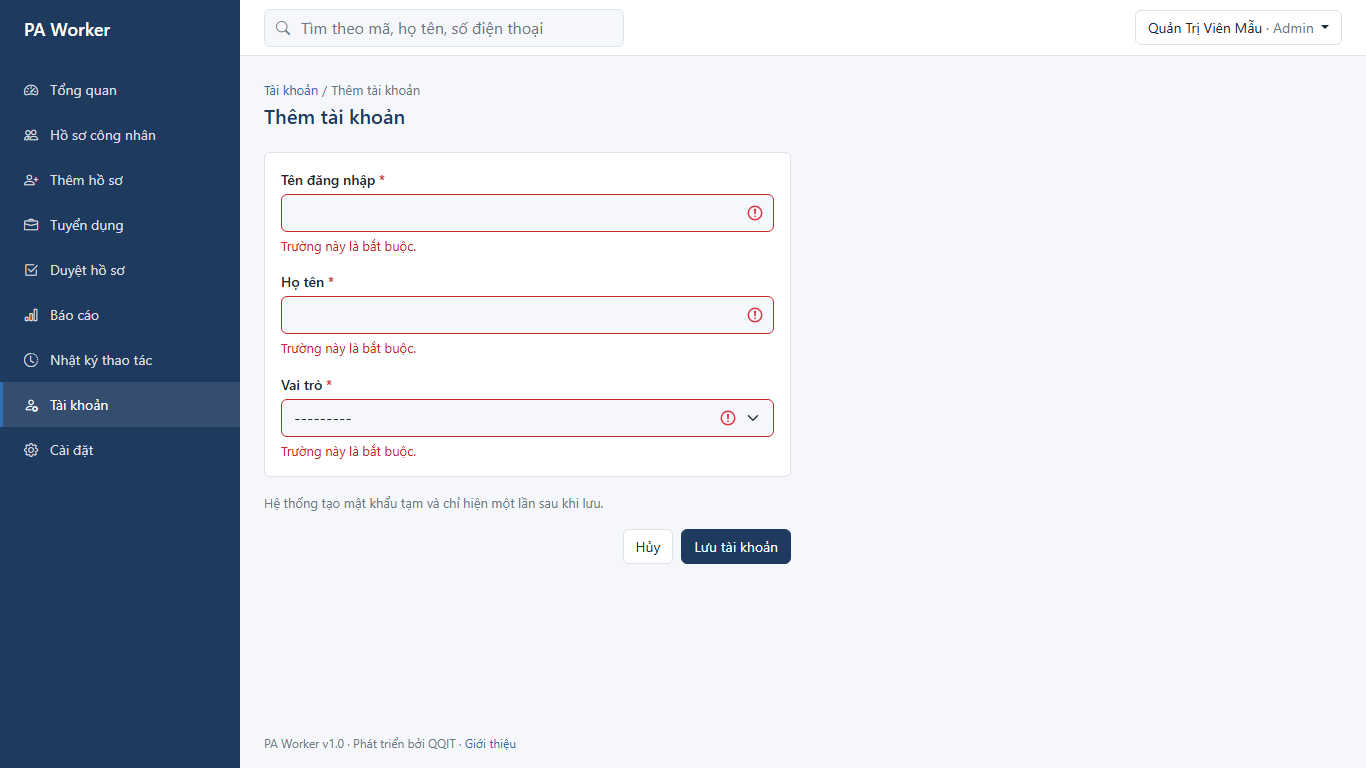 PA Worker
Tìm theo mã, họ tên, số điện thoại
Quản Trị Viên Mẫu · Admin
Tổng quan
Hồ sơ công nhân
Thêm hồ sơ
Tuyển dụng
Duyệt hồ sơ
Báo cáo
Nhật ký thao tác
Tài khoản
Cài đặt
Tài khoản / Thêm tài khoản
Thêm tài khoản
Tên đăng nhập *
Trường này là bắt buộc.
Họ tên *
Trường này là bắt buộc.
Vai trò *
---------
Trường này là bắt buộc.
Hệ thống tạo mật khẩu tạm và chỉ hiện một lần sau khi lưu.
Hủy
Lưu tài khoản
PA Worker v1.0 · Phát triển bởi QQIT · Giới thiệu